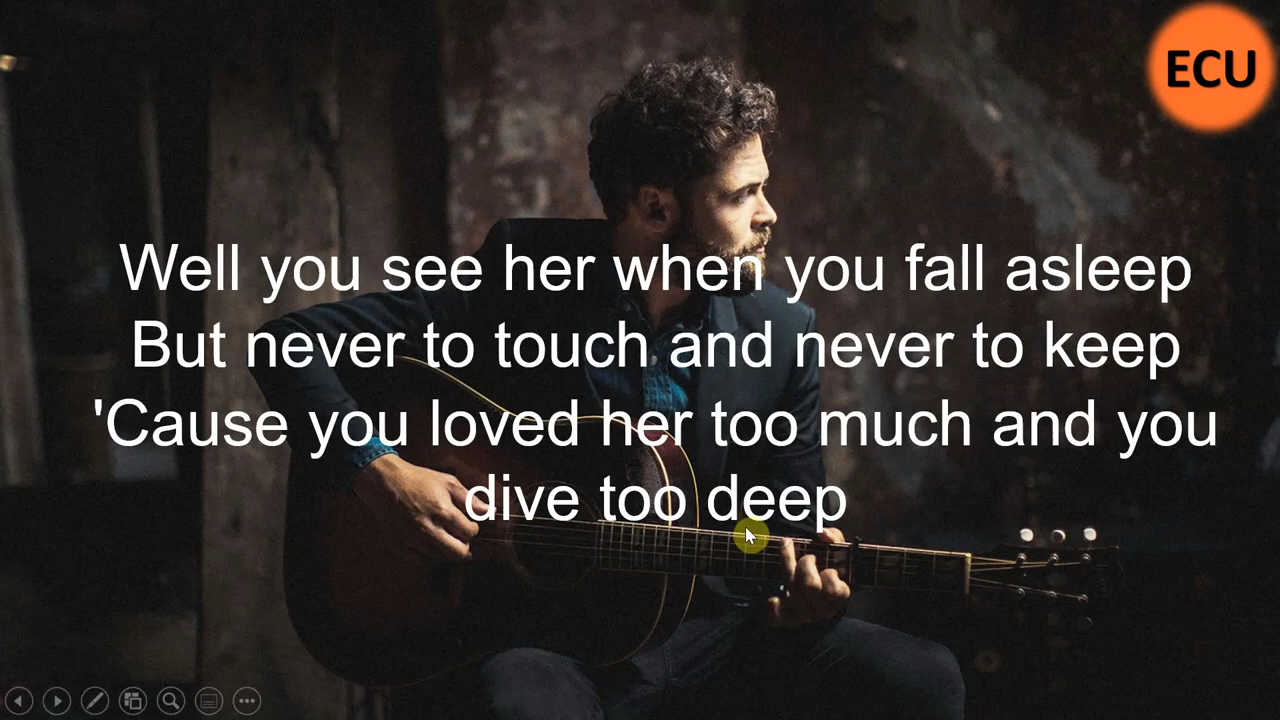 ECU
Well you see her when you fall asleep
But never to touch and never to keep
'Cause you loved her too much and you
dive too deep